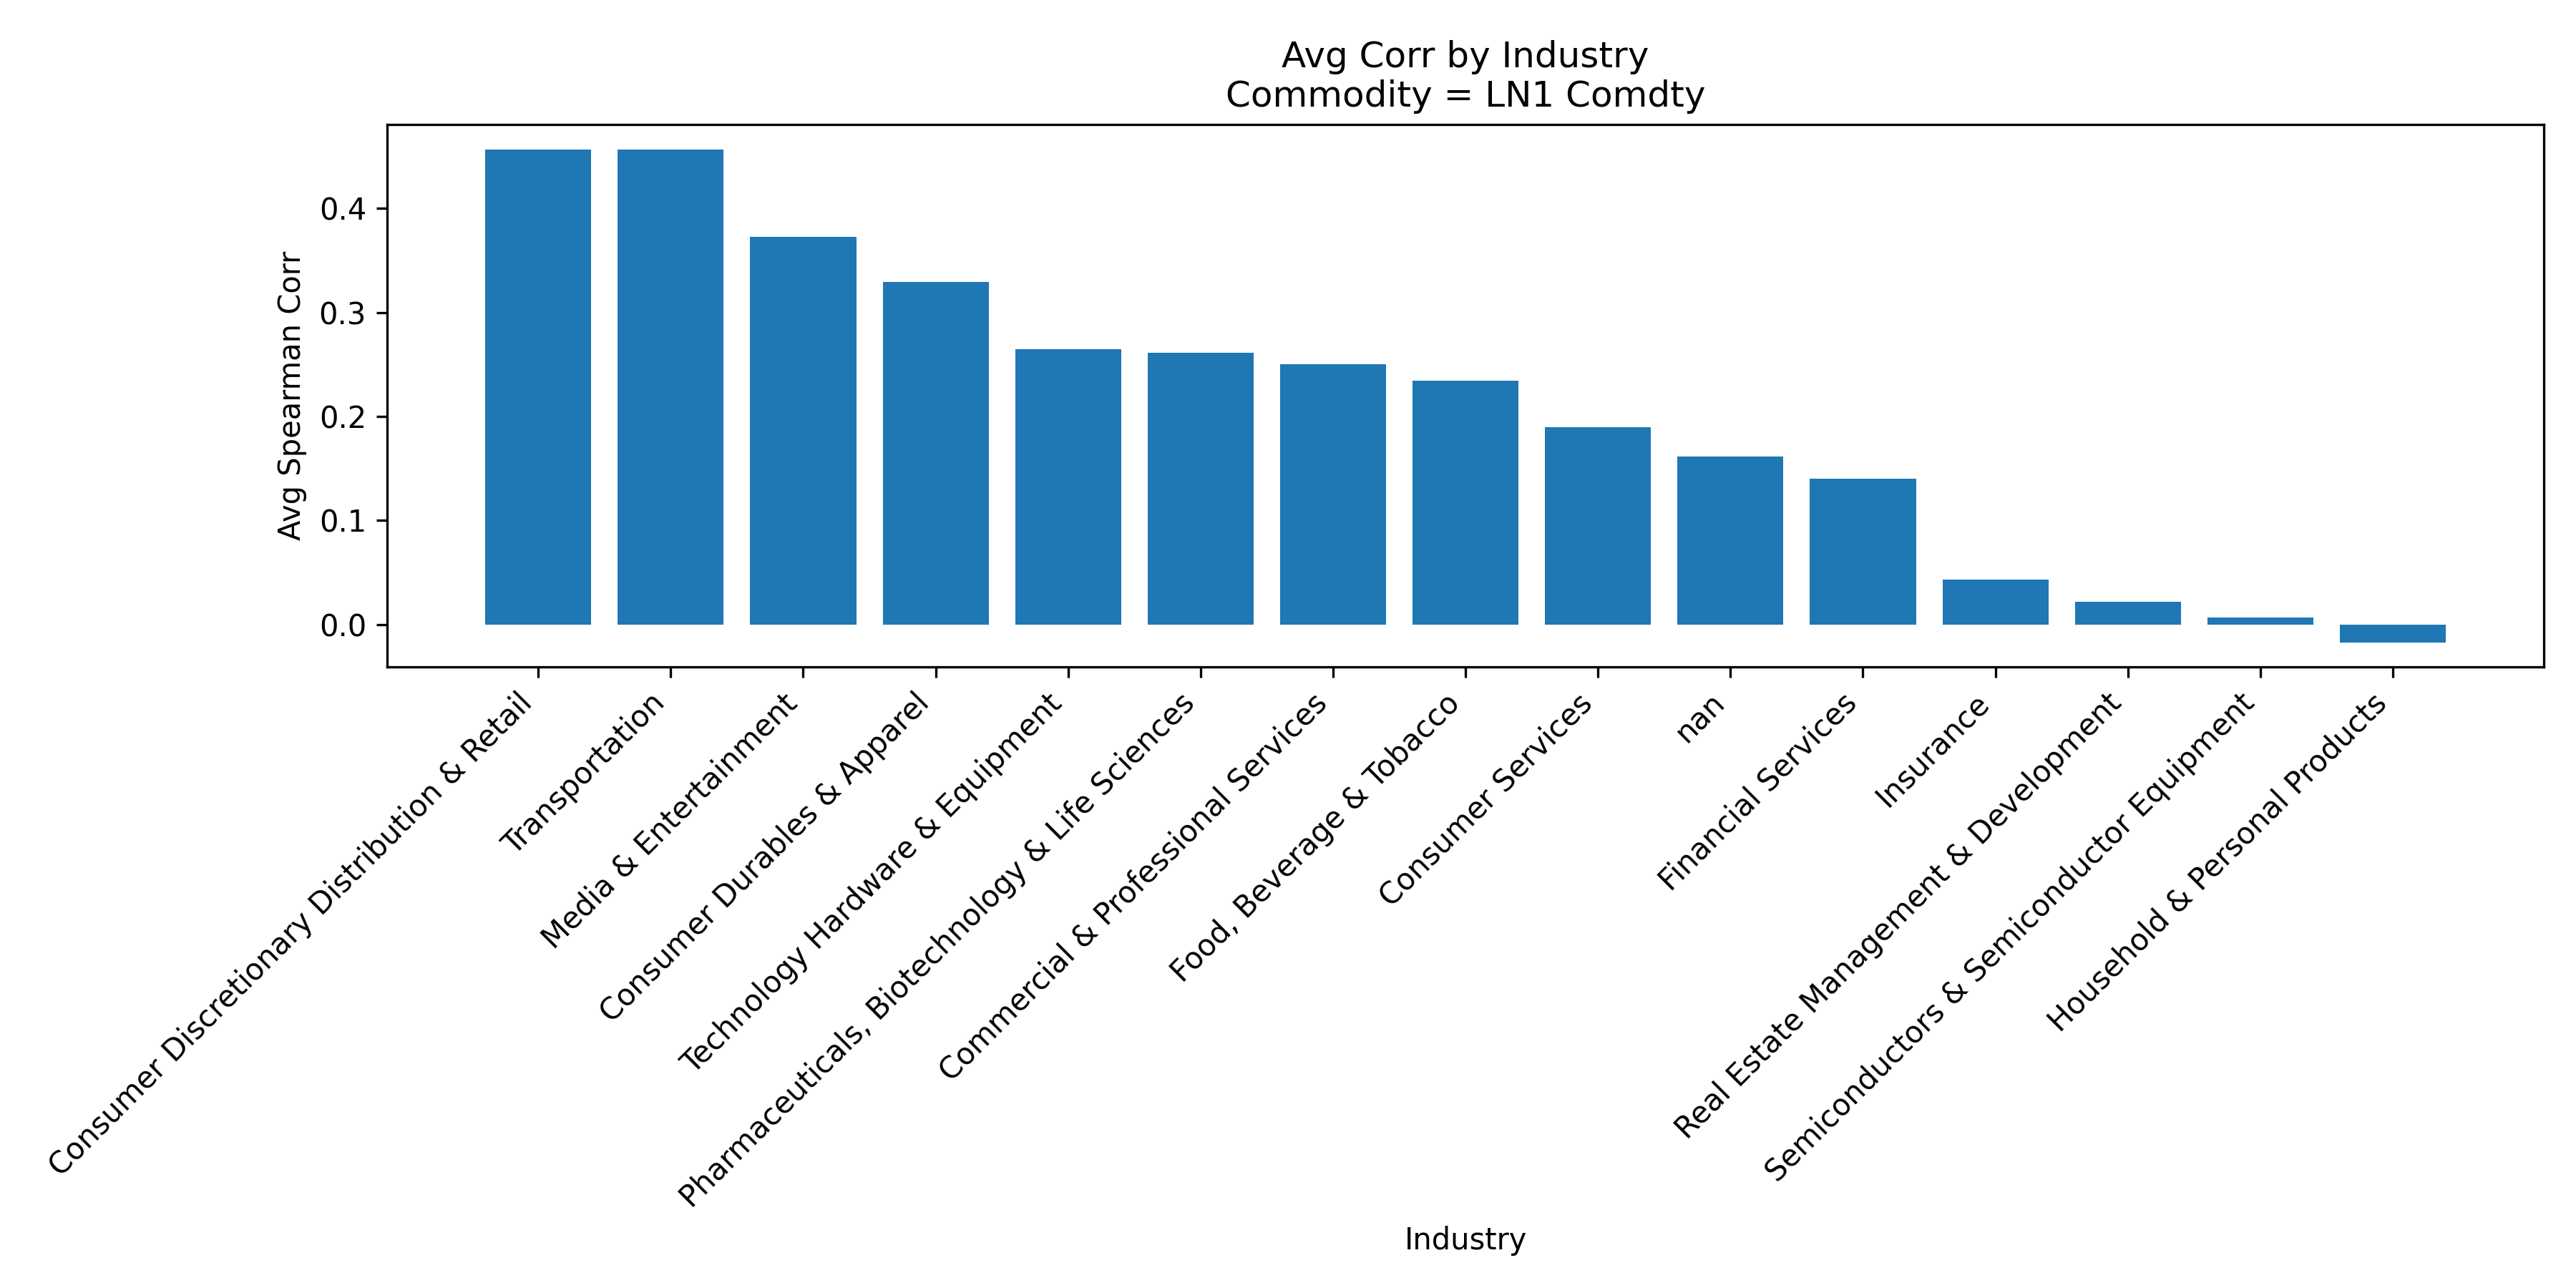 Avg Corr by Industry
Commodity = LN1 Comdty
Avg Spearman Corr
0.4
0.3
0.2
0.1
0.0
Consumer Discretionary Distribution & Retail
Transportation
Media & Entertainment
Consumer Durables & Apparel
Technology Hardware & Equipment
Pharmaceuticals, Biotechnology & Life Sciences
Commercial & Professional Services
Food, Beverage & Tobacco
Consumer Services
nan
Financial Services
Insurance
Real Estate Management & Development
Semiconductors & Semiconductor Equipment
Household & Personal Products
Industry